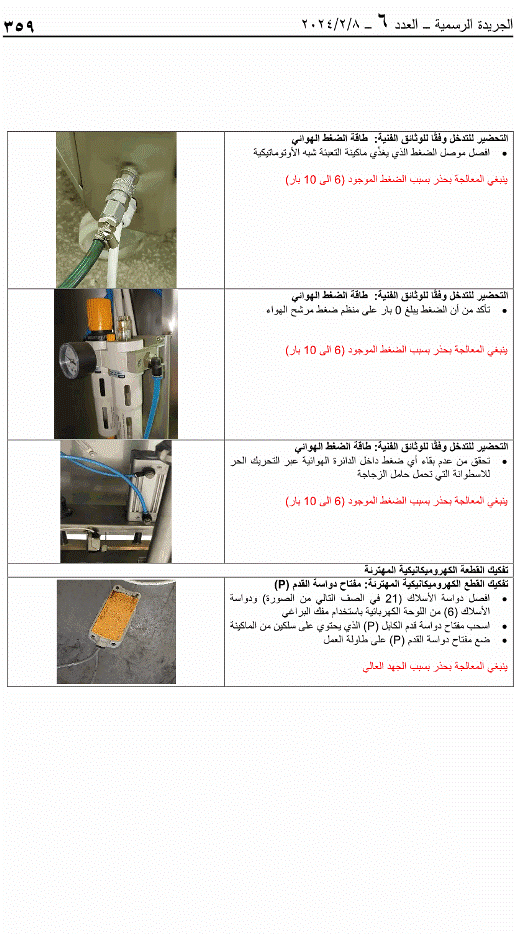 الجريدة الرسمية – العدد ٦ – ٢٠٢٤/٢/٨
٣٥٩
التحضير للتدخل وفقًا للوثائق الفنية: طاقة الضغط الهوائي
• افصل موصل الضغط الذي يغذّي ماكينة التعبئة شبه الأوتوماتيكية
ينبغي المعالجة بحذر بسبب الضغط الموجود (6 الى 10 بار)
التحضير للتدخل وفقًا للوثائق الفنية: طاقة الضغط الهوائي
• تأكد من أن الضغط يبلغ 0 بار على منظم ضغط مرشح الهواء
ينبغي المعالجة بحذر بسبب الضغط الموجود (6 الى 10 بار)
التحضير للتدخل وفقًا للوثائق الفنية: طاقة الضغط الهوائي
• تحقق من عدم بقاء أي ضغط داخل الدائرة الهوائية عبر التحريك الحر
للاسطوانة التي تحمل حامل الزجاجة
ينبغي المعالجة بحذر بسبب الضغط الموجود (6 الى 10 بار)
تفكيك القطعة الكهروميكانيكية المهترئة
تفكيك القطع الكهروميكانيكية المهترئة: مفتاح دواسة القدم (P)
• افصل دواسة الأسلاك (21 في الصف التالي من الصورة) ودواسة
الأسلاك (6) من اللوحة الكهربائية باستخدام مفك البراغي
• اسحب مفتاح دواسة قدم الكابل (P) الذي يحتوي على سلكين من الماكينة
• ضع مفتاح دواسة القدم (P) على طاولة العمل
ينبغي المعالجة بحذر بسبب الجهد العالي